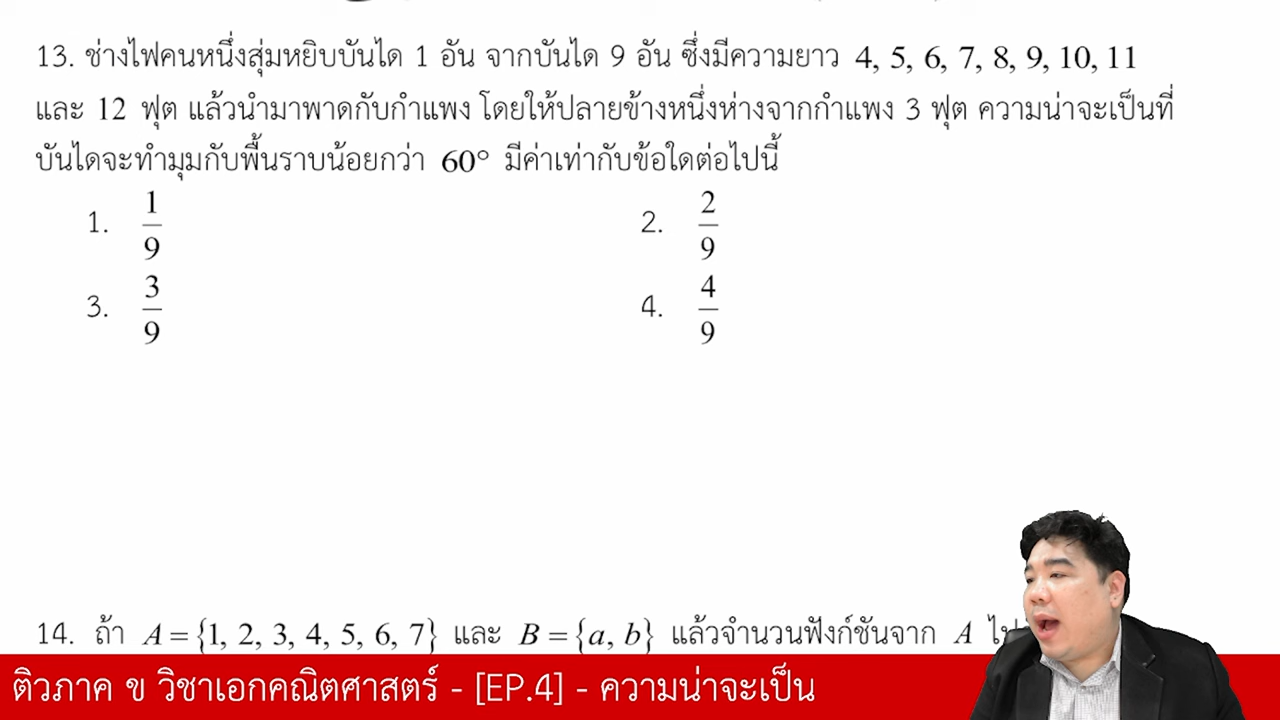 13. ช่างไฟคนหนึ่งสุ่มหยิบบันได 1 อัน จากบันได 9 อัน ซึ่งมีความยาว 4, 5, 6, 7, 8, 9, 10, 11
และ 12 ฟุต แล้วนำมาพาดกับกำแพง โดยให้ปลายข้างหนึ่งห่างจากกำแพง 3 ฟุต ความน่าจะเป็นที่
บันไดจะทำมุมกับพื้นราบน้อยกว่า 60° มีค่าเท่ากับข้อใดต่อไปนี้
1. 1/9 2. 2/9
3. 3/9 4. 4/9
14. ถ้า A = {1, 2, 3, 4, 5, 6, 7} และ B = {a, b} แล้วจำนวนฟังก์ชันจาก A
ติวภาค ข วิชาเอกคณิตศาสตร์ - [EP.4] - ความน่าจะเป็น